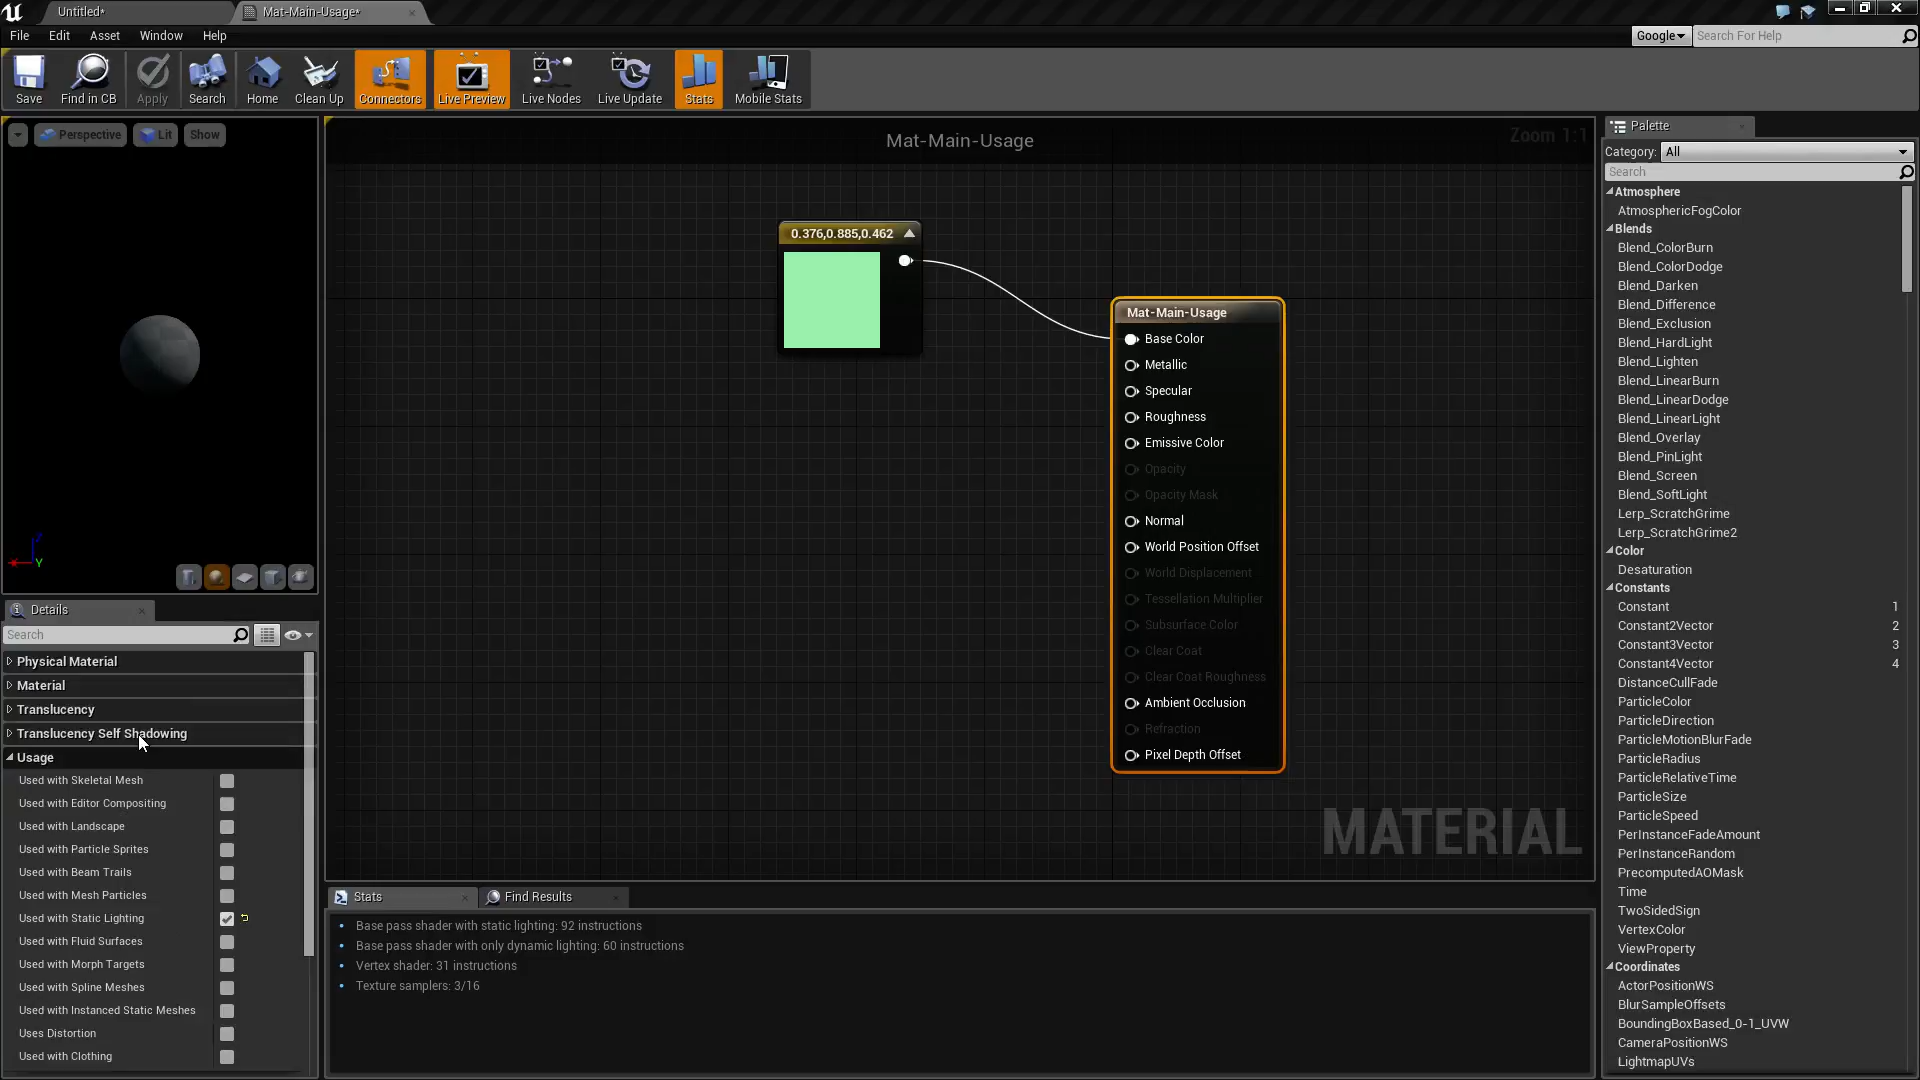 Untitled*
Mat-Main-Usage*
File Edit Asset Window Help
Google
Search For Help
Save
Find in CB
Apply
Search
Home
Clean Up
Connectors
Live Preview
Live Nodes
Live Update
Stats
Mobile Stats
Perspective
Lit
Show
Z
Y
Mat-Main-Usage
Zoom 1:1
0.376,0.885,0.462
Mat-Main-Usage
Base Color
Metallic
Specular
Roughness
Emissive Color
Opacity
Opacity Mask
Normal
World Position Offset
World Displacement
Tessellation Multiplier
Subsurface Color
Clear Coat
Clear Coat Roughness
Ambient Occlusion
Refraction
Pixel Depth Offset
MATERIAL
Details
Search
Physical Material
Material
Translucency
Translucency Self Shadowing
Usage
Used with Skeletal Mesh
Used with Editor Compositing
Used with Landscape
Used with Particle Sprites
Used with Beam Trails
Used with Mesh Particles
Used with Static Lighting
Used with Fluid Surfaces
Used with Morph Targets
Used with Spline Meshes
Used with Instanced Static Meshes
Uses Distortion
Used with Clothing
Stats
Find Results
Base pass shader with static lighting: 92 instructions
Base pass shader with only dynamic lighting: 60 instructions
Vertex shader: 31 instructions
Texture samplers: 3/16
Palette
Category: All
Search
Atmosphere
AtmosphericFogColor
Blends
Blend_ColorBurn
Blend_ColorDodge
Blend_Darken
Blend_Difference
Blend_Exclusion
Blend_HardLight
Blend_Lighten
Blend_LinearBurn
Blend_LinearDodge
Blend_LinearLight
Blend_Overlay
Blend_PinLight
Blend_Screen
Blend_SoftLight
Lerp_ScratchGrime
Lerp_ScratchGrime2
Color
Desaturation
Constants
Constant 1
Constant2Vector 2
Constant3Vector 3
Constant4Vector 4
DistanceCullFade
ParticleColor
ParticleDirection
ParticleMotionBlurFade
ParticleRadius
ParticleRelativeTime
ParticleSize
ParticleSpeed
PerInstanceFadeAmount
PerInstanceRandom
PrecomputedAOMask
Time
TwoSidedSign
VertexColor
ViewProperty
Coordinates
ActorPositionWS
BlurSampleOffsets
BoundingBoxBased_0-1_UVW
CameraPositionWS
LightmapUVs